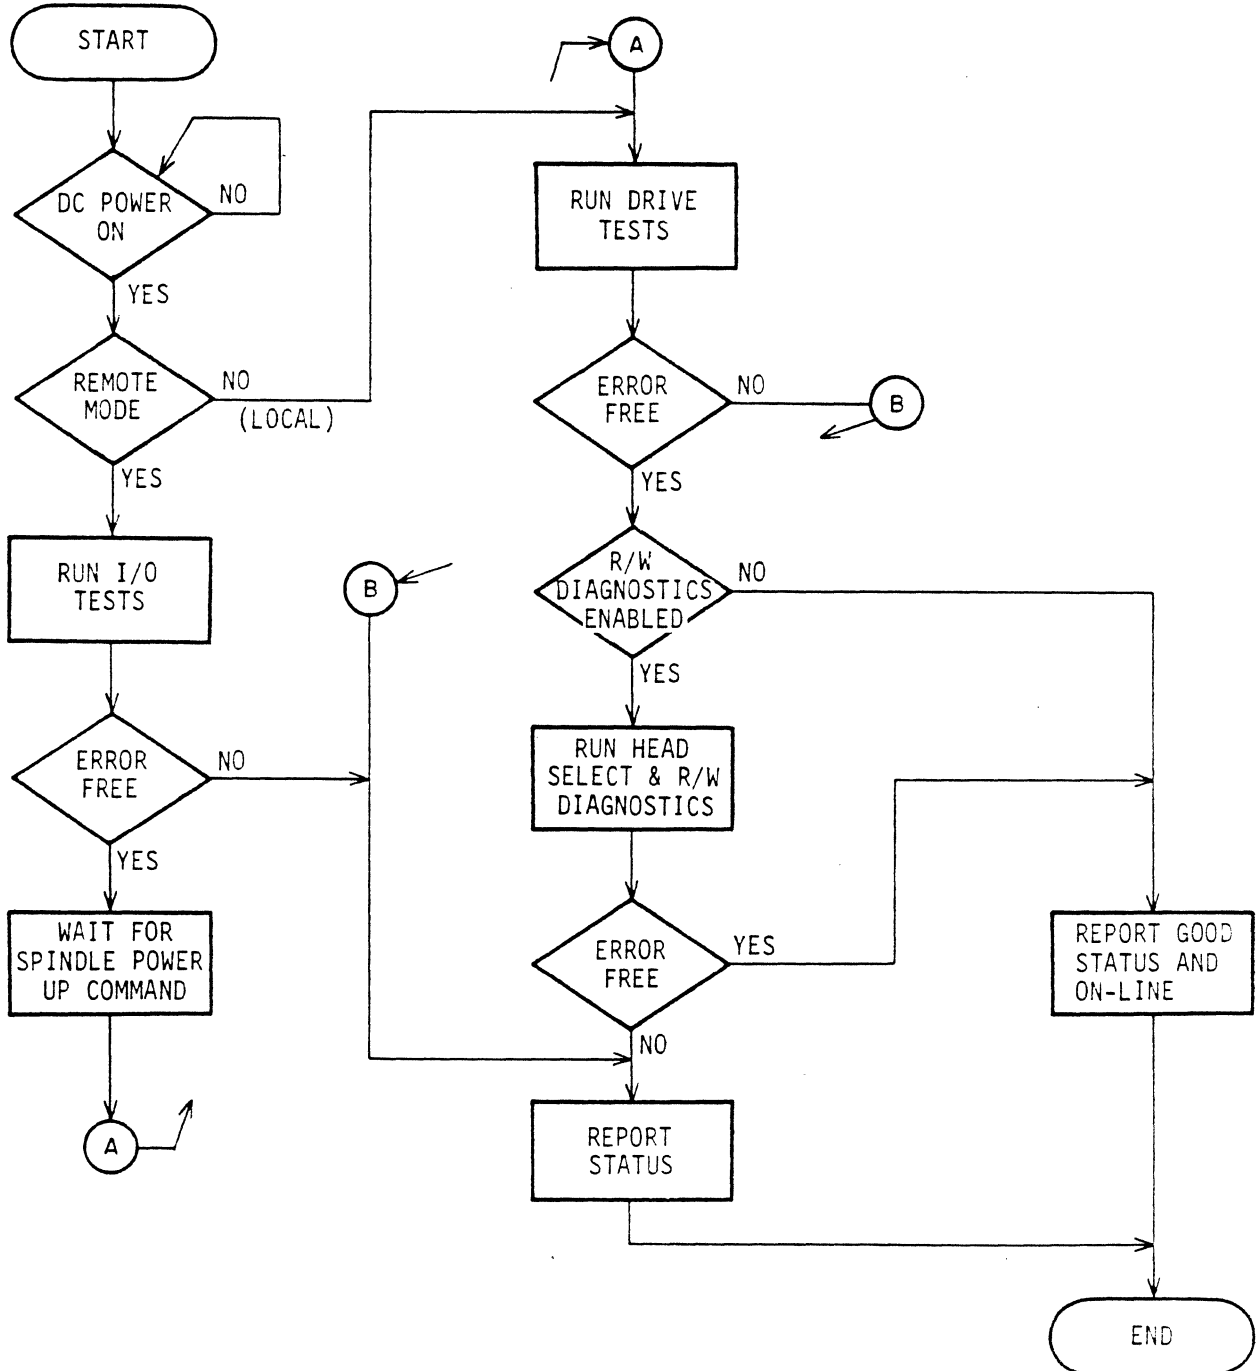 START
DC POWER
ON
NO
YES
REMOTE
MODE
NO
(LOCAL)
YES
RUN I/O
TESTS
ERROR
FREE
NO
YES
WAIT FOR
SPINDLE POWER
UP COMMAND
A
B
A
RUN DRIVE
TESTS
ERROR
FREE
NO
B
YES
R/W
DIAGNOSTICS
ENABLED
NO
YES
RUN HEAD
SELECT & R/W
DIAGNOSTICS
ERROR
FREE
YES
NO
REPORT
STATUS
REPORT GOOD
STATUS AND
ON-LINE
END